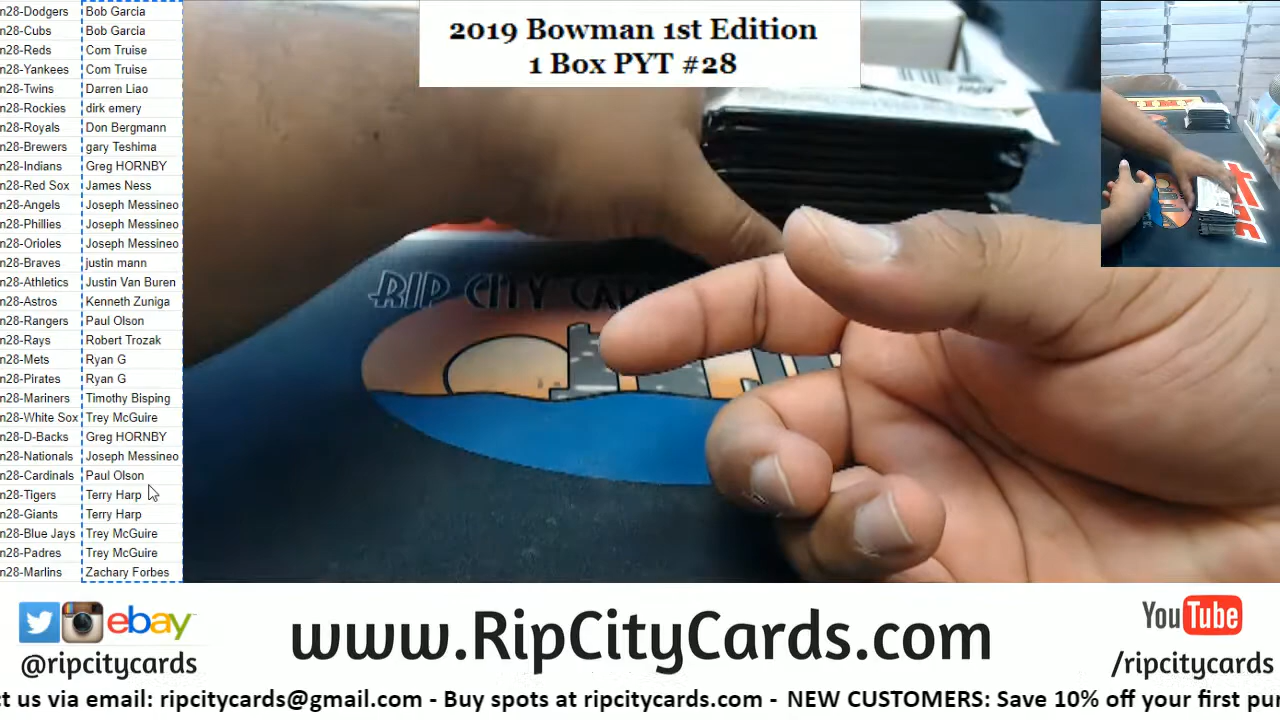 n28-Dodgers Bob Garcia
n28-Cubs Bob Garcia
n28-Reds Com Truise
n28-Yankees Com Truise
n28-Twins Darren Liao
n28-Rockies dirk emery
n28-Royals Don Bergmann
n28-Brewers gary Teshima
n28-Indians Greg HORNBY
n28-Red Sox James Ness
n28-Angels Joseph Messineo
n28-Phillies Joseph Messineo
n28-Orioles Joseph Messineo
n28-Braves justin mann
n28-Athletics Justin Van Buren
n28-Astros Kenneth Zuniga
n28-Rangers Paul Olson
n28-Rays Robert Trozak
n28-Mets Ryan G
n28-Pirates Ryan G
n28-Mariners Timothy Bisping
n28-White Sox Trey McGuire
n28-D-Backs Greg HORNBY
n28-Nationals Joseph Messineo
n28-Cardinals Paul Olson
n28-Tigers Terry Harp
n28-Giants Terry Harp
n28-Blue Jays Trey McGuire
n28-Padres Trey McGuire
n28-Marlins Zachary Forbes
2019 Bowman 1st Edition
1 Box PYT #28
RIP CITY
ebay
@ripcitycards
www.RipCityCards.com
YouTube
/ripcitycards
ct us via email: ripcitycards@gmail.com - Buy spots at ripcitycards.com - NEW CUSTOMERS: Save 10% off your first pu